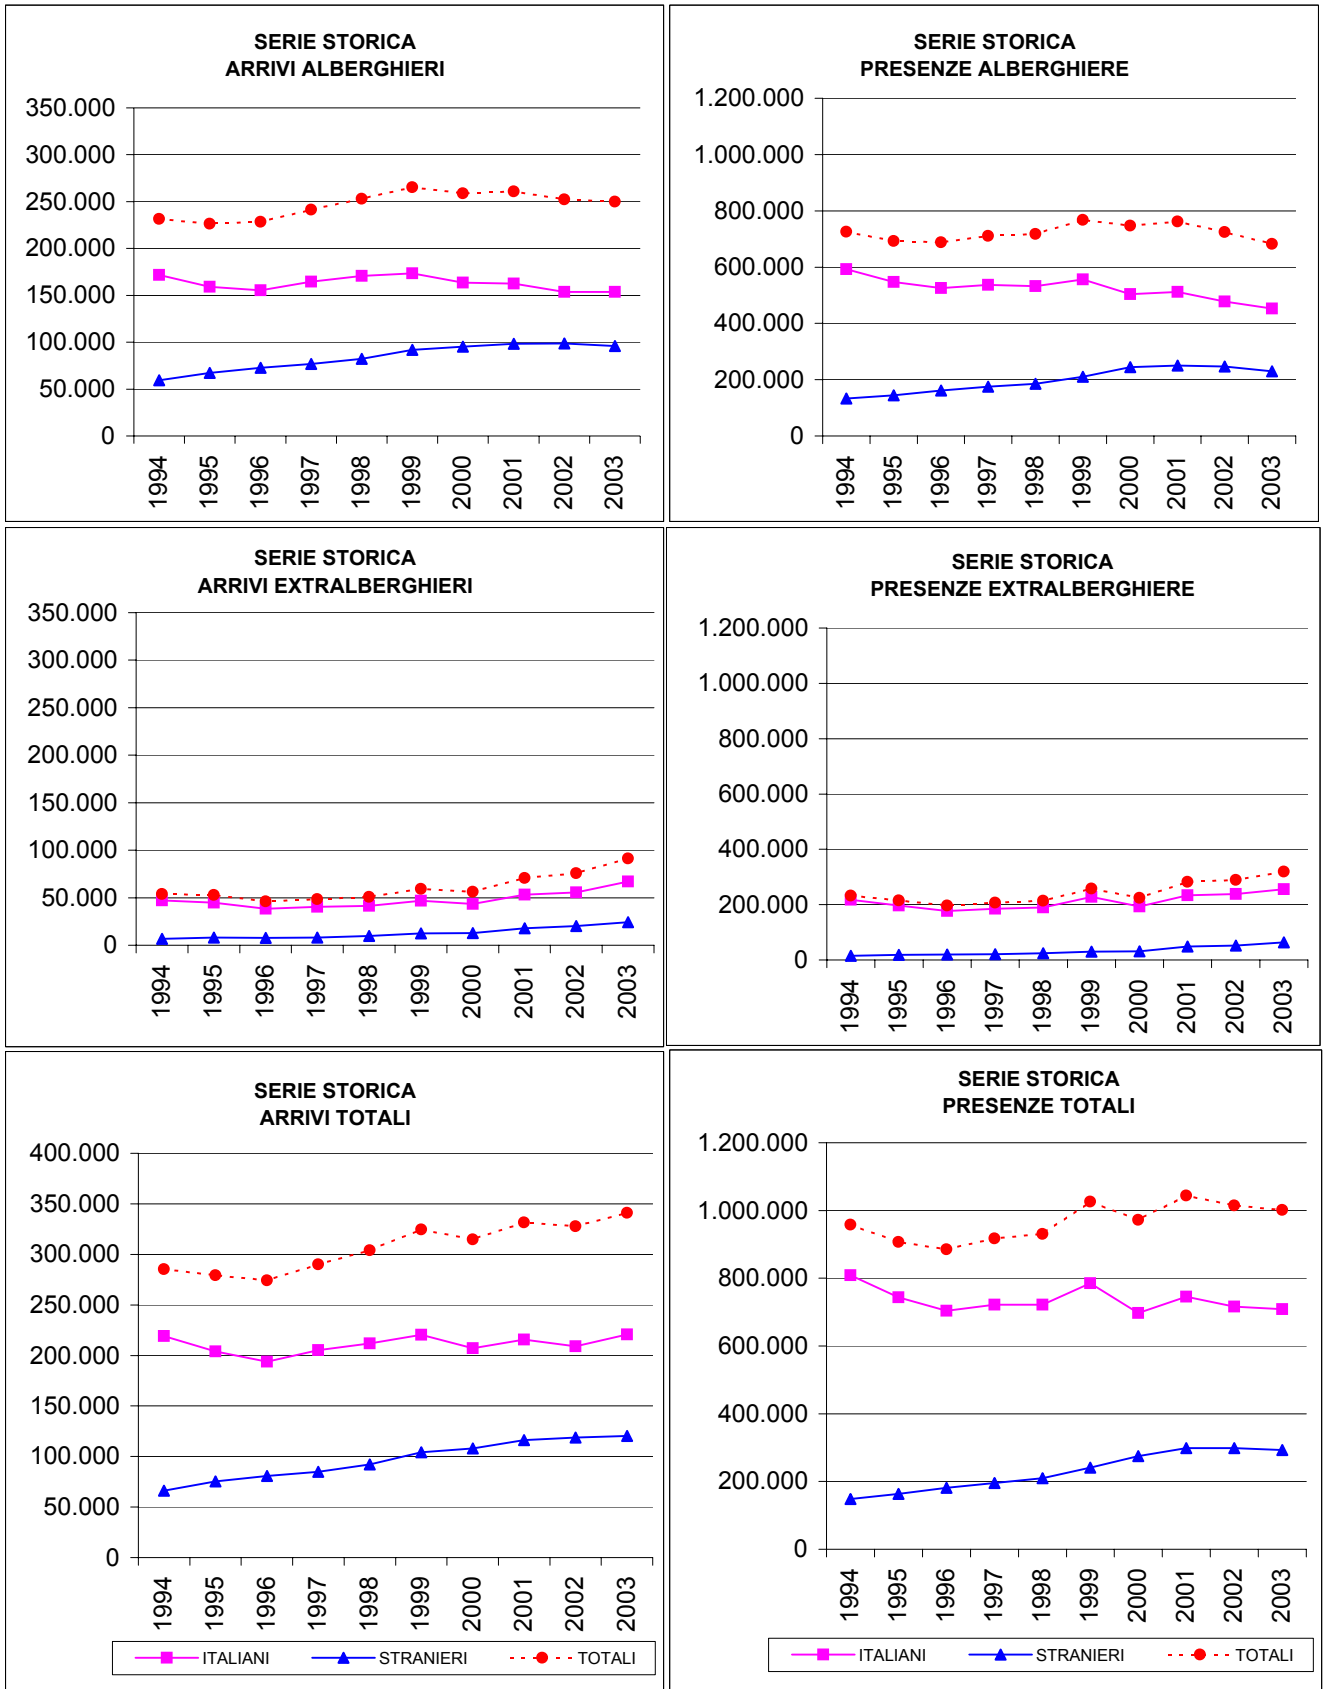 SERIE STORICA
ARRIVI ALBERGHIERI
350.000
300.000
250.000
200.000
150.000
100.000
50.000
0
1994 1995 1996 1997 1998 1999 2000 2001 2002 2003
SERIE STORICA
PRESENZE ALBERGHIERE
1.200.000
1.000.000
800.000
600.000
400.000
200.000
0
1994 1995 1996 1997 1998 1999 2000 2001 2002 2003
SERIE STORICA
ARRIVI EXTRALBERGHIERI
350.000
300.000
250.000
200.000
150.000
100.000
50.000
0
1994 1995 1996 1997 1998 1999 2000 2001 2002 2003
SERIE STORICA
PRESENZE EXTRALBERGHIERE
1.200.000
1.000.000
800.000
600.000
400.000
200.000
0
1994 1995 1996 1997 1998 1999 2000 2001 2002 2003
SERIE STORICA
ARRIVI TOTALI
400.000
350.000
300.000
250.000
200.000
150.000
100.000
50.000
0
1994 1995 1996 1997 1998 1999 2000 2001 2002 2003
ITALIANI STRANIERI TOTALI
SERIE STORICA
PRESENZE TOTALI
1.200.000
1.000.000
800.000
600.000
400.000
200.000
0
1994 1995 1996 1997 1998 1999 2000 2001 2002 2003
ITALIANI STRANIERI TOTALI